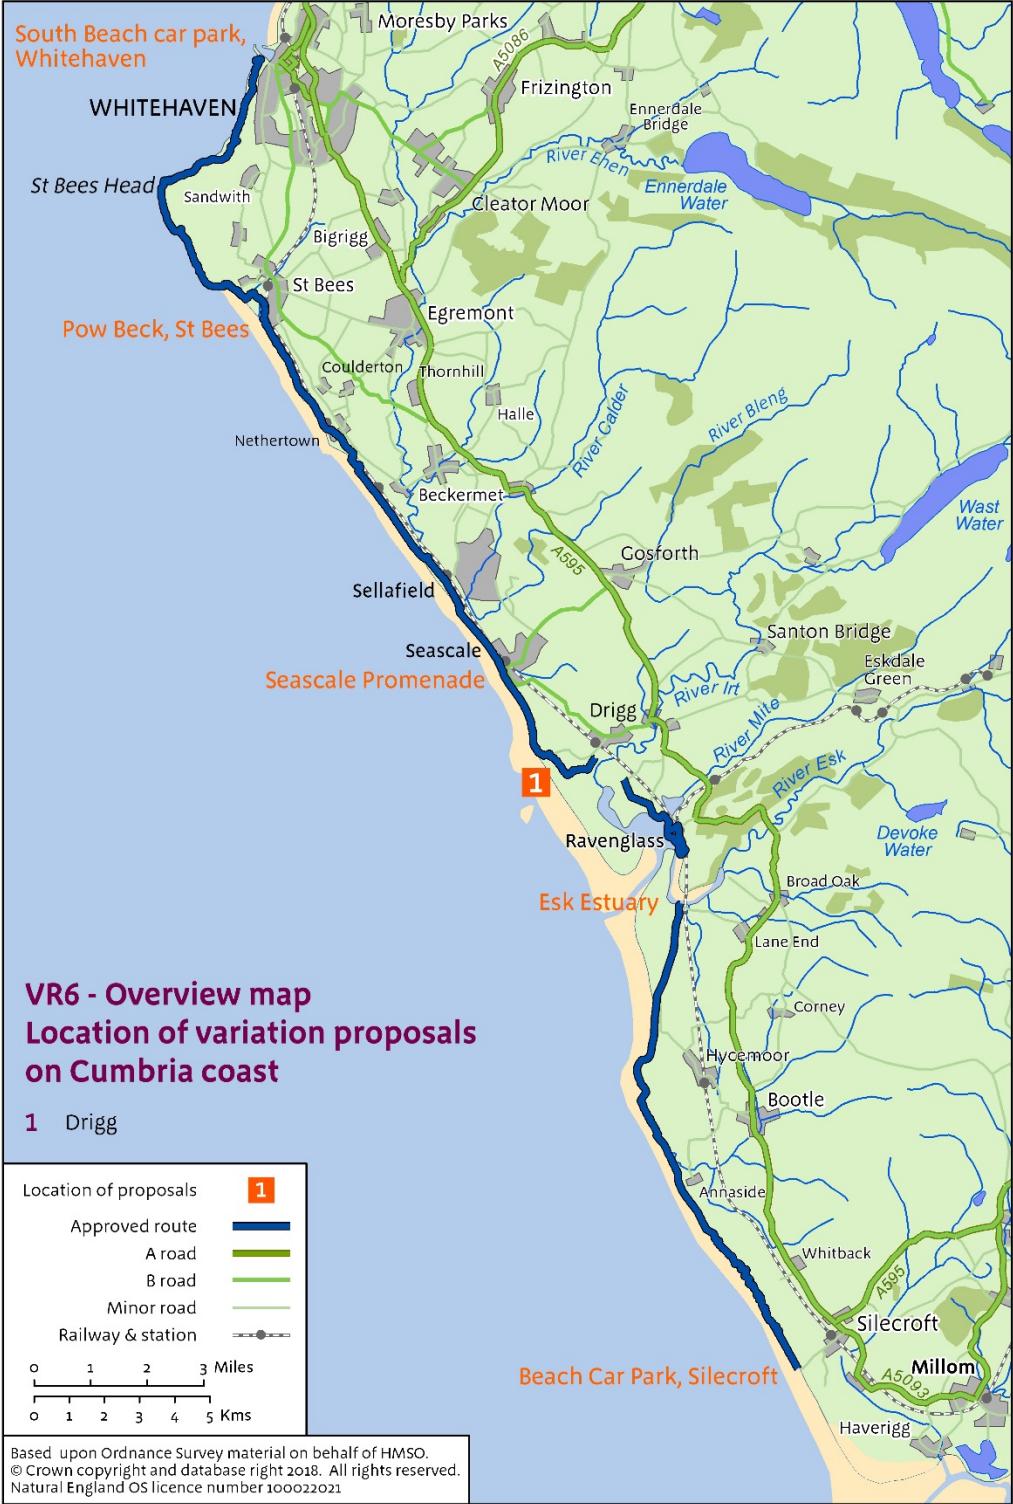 South Beach car park,
Whitehaven
Moresby Parks
A5086
Frizington
WHITEHAVEN
Ennerdale
Bridge
River Ehen
Ennerdale
Water
St Bees Head
Sandwith
Cleator Moor
Bigrigg
St Bees
Egremont
Pow Beck, St Bees
Coulderton
Thornhill
Halle
River Calder
River Bleng
Nethertown
Beckermet
Wast
Water
A595
Gosforth
Sellafield
Santon Bridge
Seascale
Eskdale
Green
Seascale Promenade
River Irt
Drigg
River Mite
River Esk
1
Ravenglass
Devoke
Water
Broad Oak
Esk Estuary
Lane End
VR6 - Overview map
Location of variation proposals
on Cumbria coast
Corney
Hycemoor
Bootle
1 Drigg
Annaside
Whitback
A595
Silecroft
Millom
Beach Car Park, Silecroft
A5093
Haverigg
Location of proposals 1
Approved route
A road
B road
Minor road
Railway & station
0 1 2 3 Miles
0 1 2 3 4 5 Kms
Based upon Ordnance Survey material on behalf of HMSO.
© Crown copyright and database right 2018. All rights reserved.
Natural England OS licence number 100022021